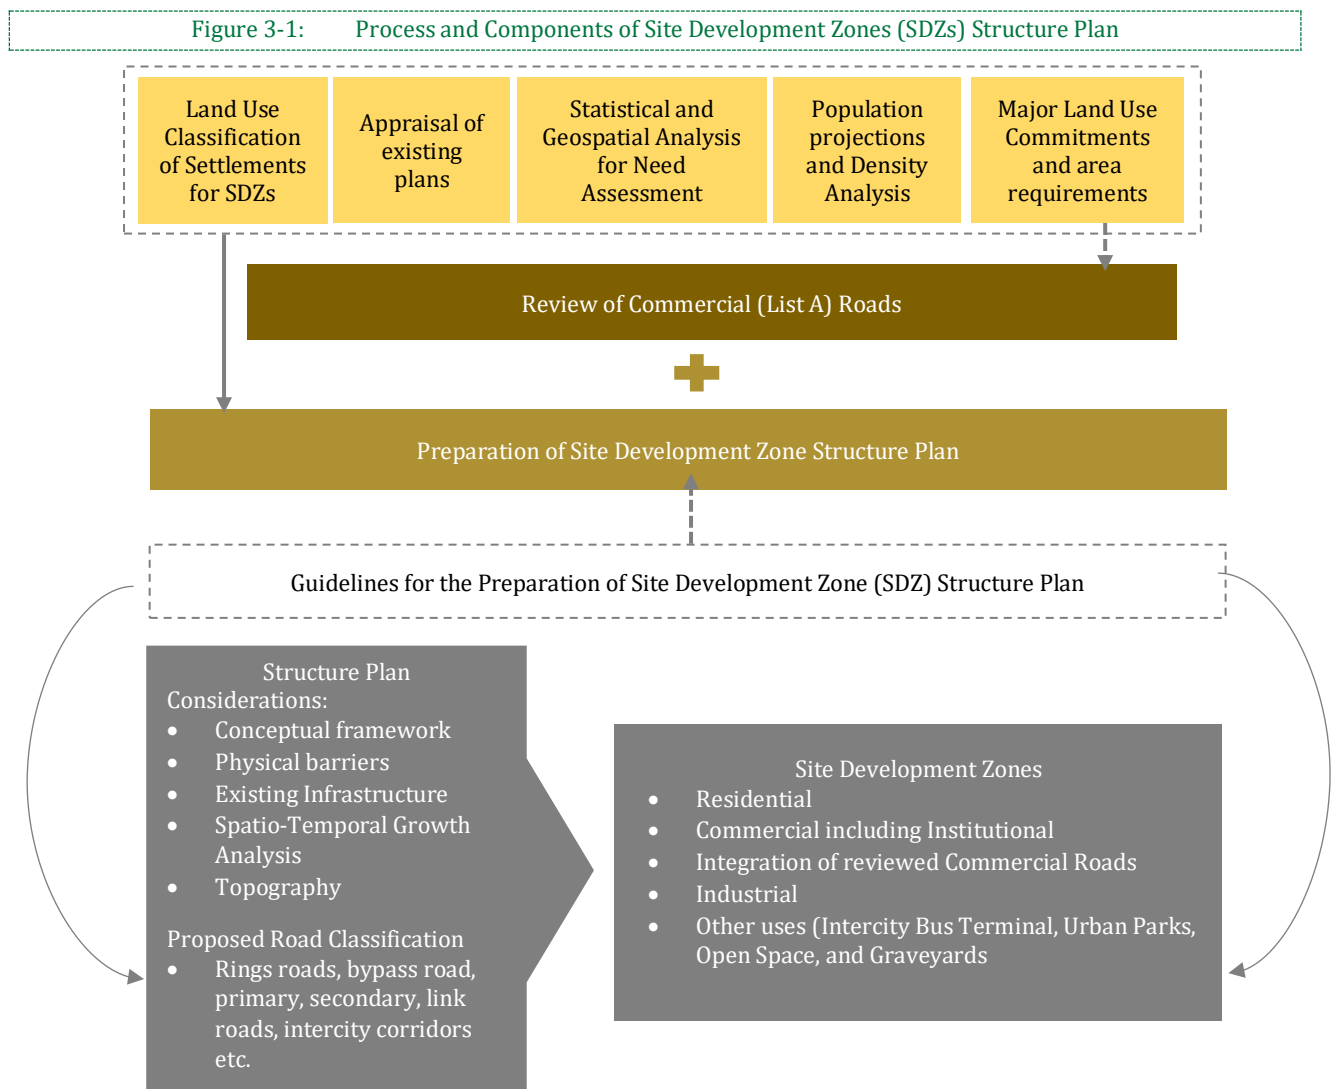 Figure 3-1: Process and Components of Site Development Zones (SDZs) Structure Plan
Land Use
Classification
of Settlements
for SDZs
Appraisal of
existing
plans
Statistical and
Geospatial Analysis
for Need
Assessment
Population
projections
and Density
Analysis
Major Land Use
Commitments
and area
requirements
Review of Commercial (List A) Roads
Preparation of Site Development Zone Structure Plan
Guidelines for the Preparation of Site Development Zone (SDZ) Structure Plan
Structure Plan
Considerations:
• Conceptual framework
• Physical barriers
• Existing Infrastructure
• Spatio-Temporal Growth
Analysis
• Topography
Proposed Road Classification
• Rings roads, bypass road,
primary, secondary, link
roads, intercity corridors
etc.
Site Development Zones
• Residential
• Commercial including Institutional
• Integration of reviewed Commercial Roads
• Industrial
• Other uses (Intercity Bus Terminal, Urban Parks,
Open Space, and Graveyards